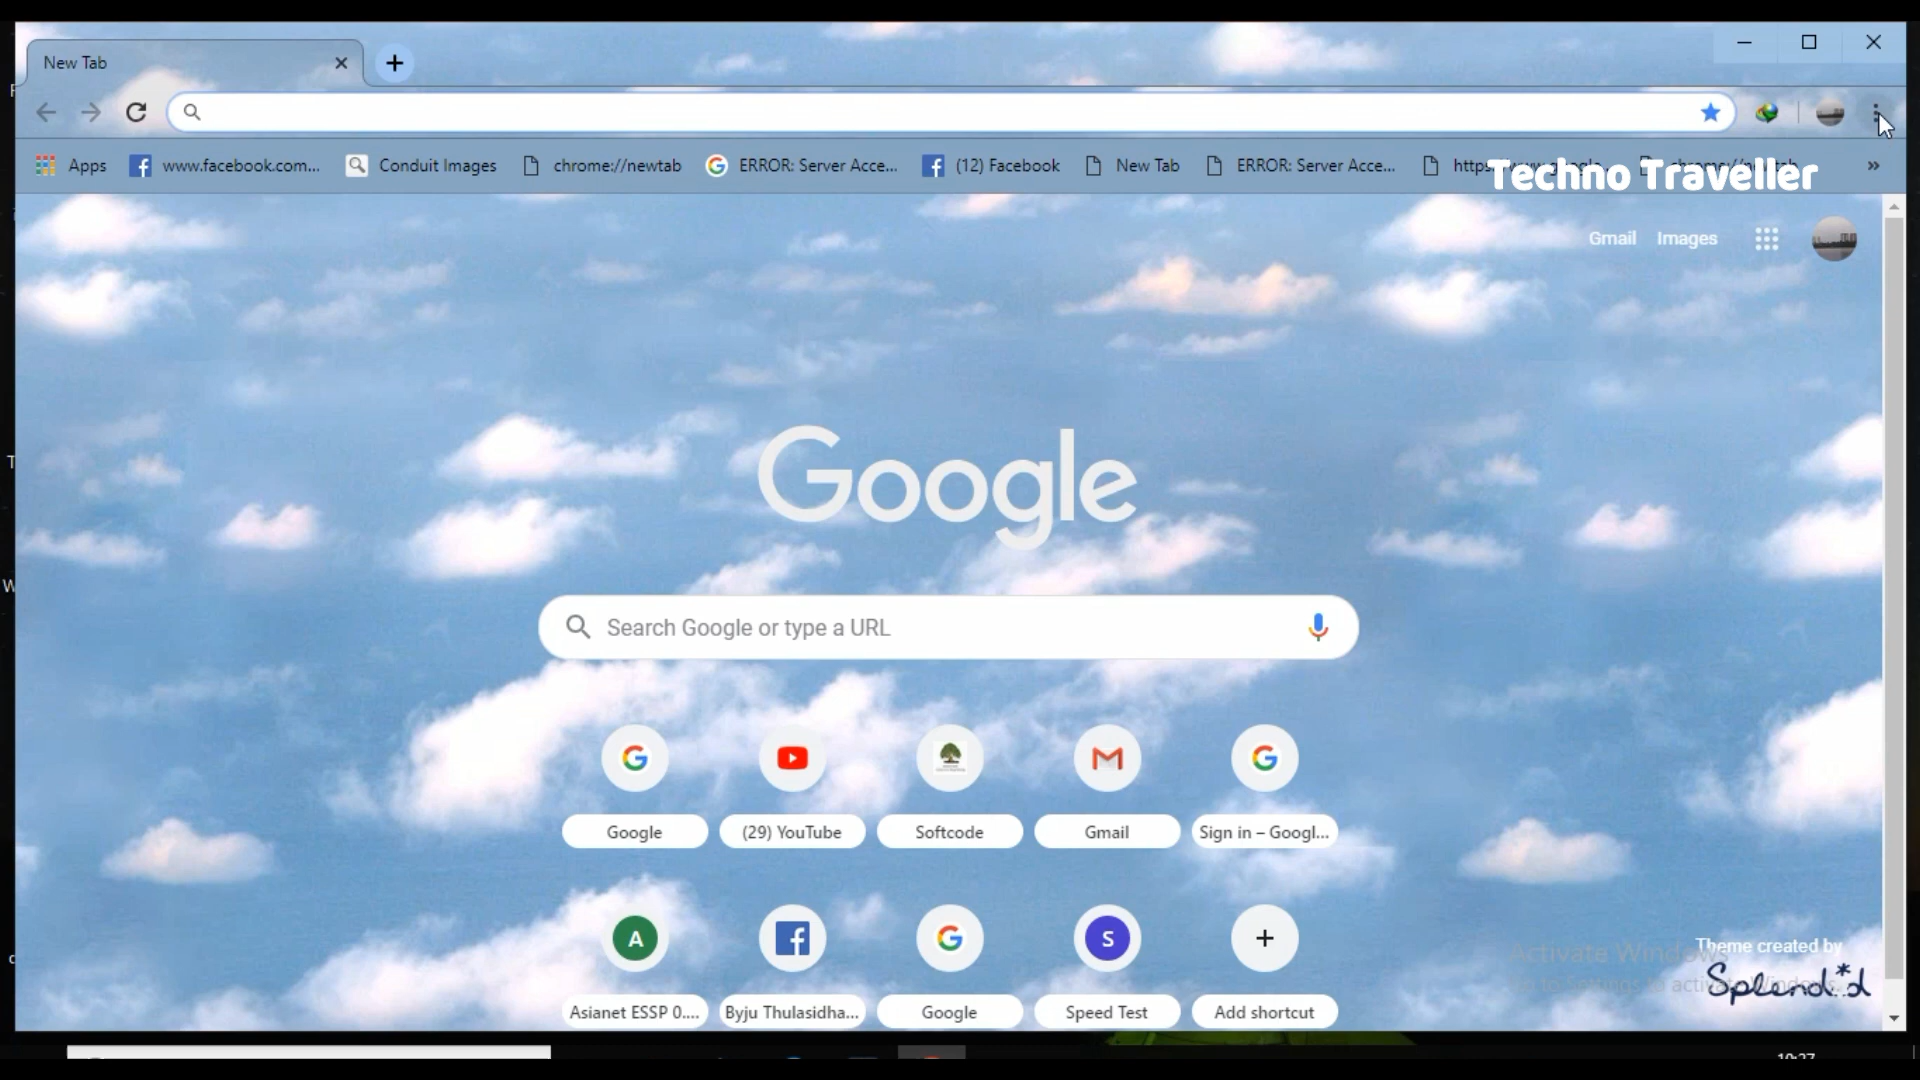 New Tab
Apps
www.facebook.com...
Conduit Images
chrome://newtab
ERROR: Server Acce...
(12) Facebook
New Tab
ERROR: Server Acce...
Techno Traveller
Gmail Images
Google
Search Google or type a URL
Google
(29) YouTube
Softcode
Gmail
Sign in – Googl...
A
S
Asianet ESSP 0....
Byju Thulasidha...
Google
Speed Test
Add shortcut
Activate Windows
Theme created by
Splendid